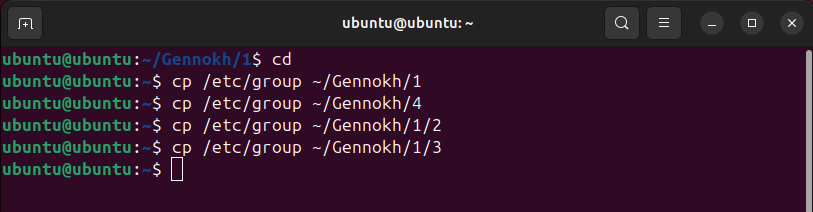 ubuntu@ubuntu: ~
ubuntu@ubuntu:~/Gennokh/1$ cd
ubuntu@ubuntu:~$ cp /etc/group ~/Gennokh/1
ubuntu@ubuntu:~$ cp /etc/group ~/Gennokh/4
ubuntu@ubuntu:~$ cp /etc/group ~/Gennokh/1/2
ubuntu@ubuntu:~$ cp /etc/group ~/Gennokh/1/3
ubuntu@ubuntu:~$